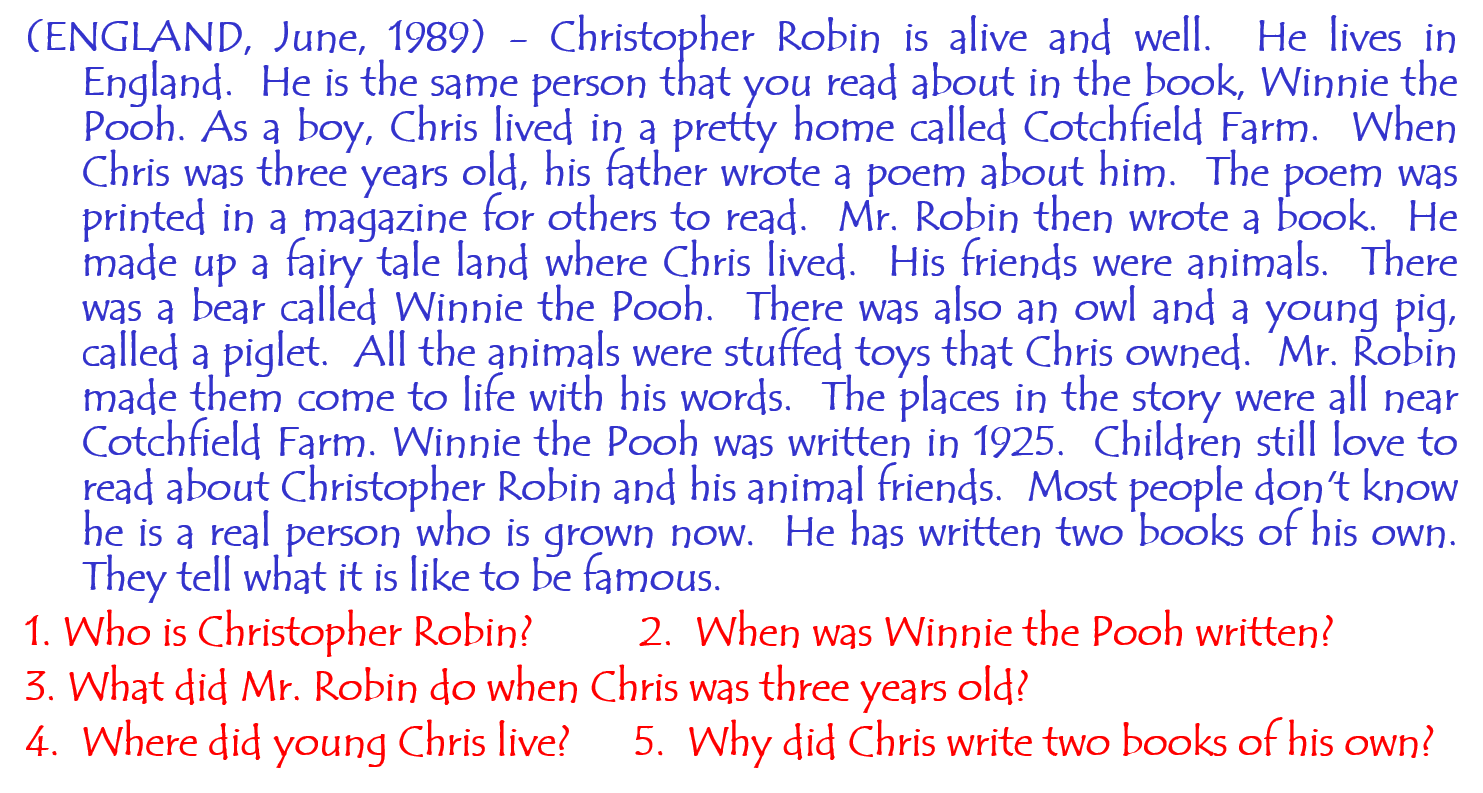 (ENGLAND, June, 1989) - Christopher Robin is alive and well. He lives in
England. He is the same person that you read about in the book, Winnie the
Pooh. As a boy, Chris lived in a pretty home called Cotchfield Farm. When
Chris was three years old, his father wrote a poem about him. The poem was
printed in a magazine for others to read. Mr. Robin then wrote a book. He
made up a fairy tale land where Chris lived. His friends were animals. There
was a bear called Winnie the Pooh. There was also an owl and a young pig,
called a piglet. All the animals were stuffed toys that Chris owned. Mr. Robin
made them come to life with his words. The places in the story were all near
Cotchfield Farm. Winnie the Pooh was written in 1925. Children still love to
read about Christopher Robin and his animal friends. Most people don't know
he is a real person who is grown now. He has written two books of his own.
They tell what it is like to be famous.
1. Who is Christopher Robin? 2. When was Winnie the Pooh written?
3. What did Mr. Robin do when Chris was three years old?
4. Where did young Chris live? 5. Why did Chris write two books of his own?